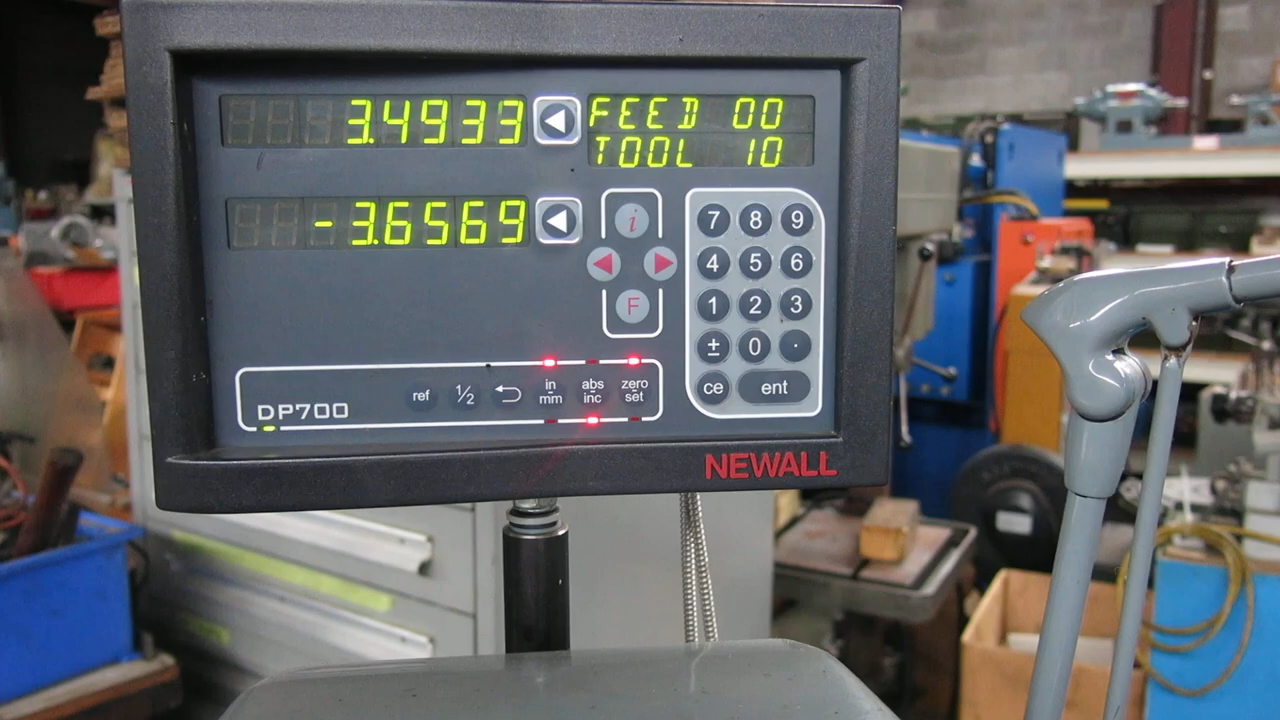 3.4933
FEED 00
TOOL 10
-3.6569
i
F
7 8 9
4 5 6
1 2 3
± 0 .
ce ent
DP700
ref 1/2 in mm abs inc zero set
NEWALL